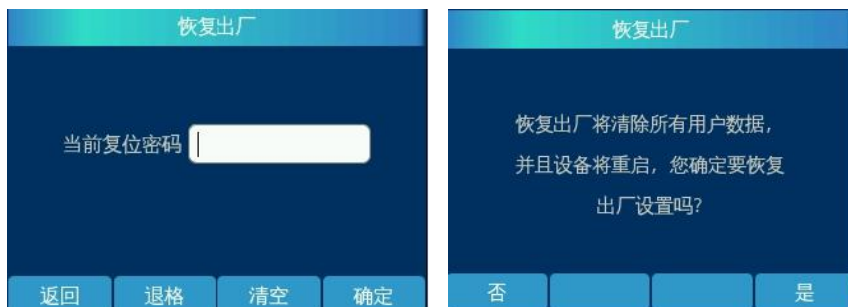 恢复出厂
当前复位密码
返回 退格 清空 确定
恢复出厂
恢复出厂将清除所有用户数据，
并且设备将重启，您确定要恢复
出厂设置吗?
否 是